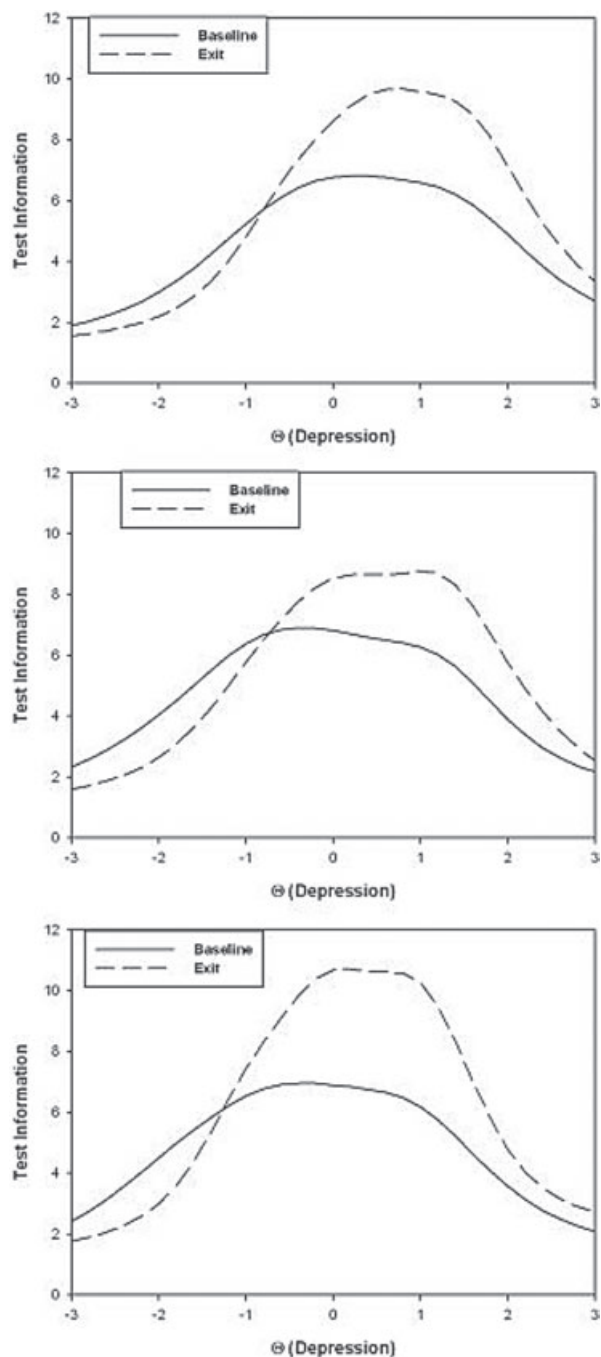 Baseline
Exit
12
10
8
6
4
2
0
Test Information
-3 -2 -1 0 1 2 3
Θ (Depression)
Baseline
Exit
12
10
8
6
4
2
0
Test Information
-3 -2 -1 0 1 2 3
Θ (Depression)
Baseline
Exit
12
10
8
6
4
2
0
Test Information
-3 -2 -1 0 1 2 3
Θ (Depression)